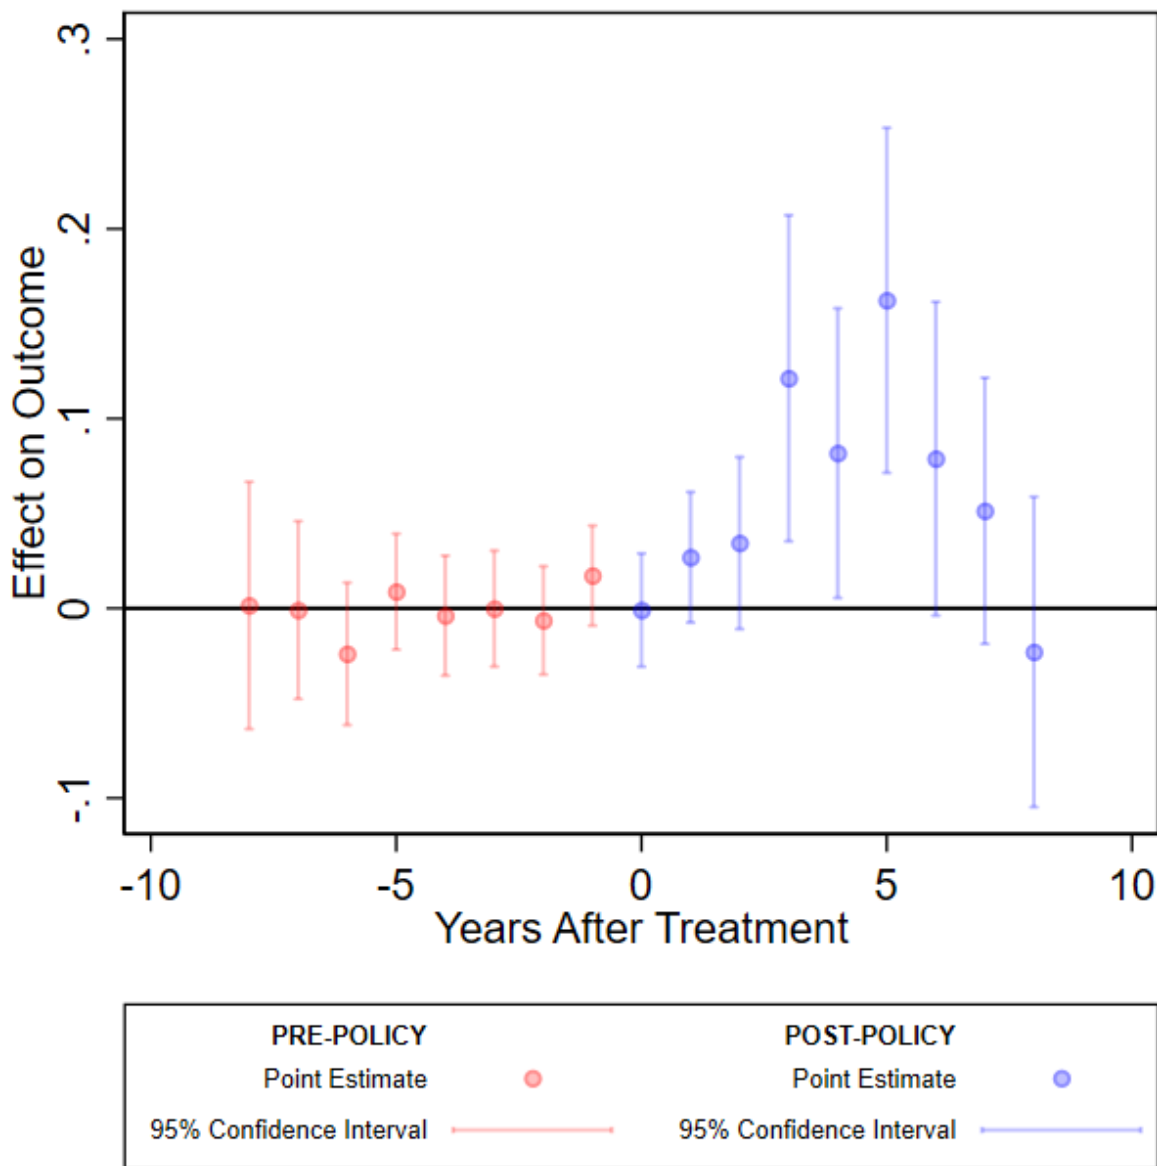 .3
.2
.1
0
-.1
Effect on Outcome
-10 -5 0 5 10
Years After Treatment
PRE-POLICY POST-POLICY
Point Estimate Point Estimate
95% Confidence Interval 95% Confidence Interval